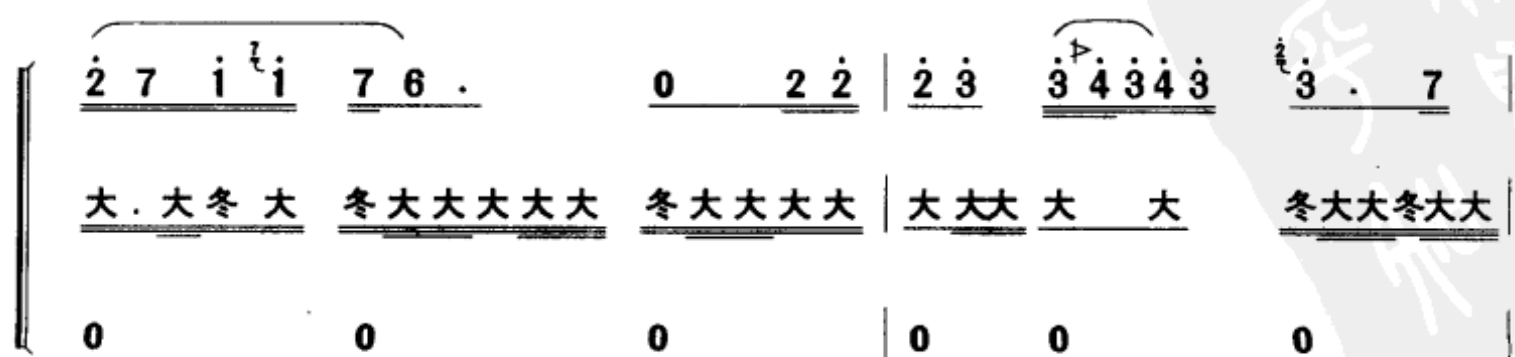 2̇ 7 i̇ 7 i̇ 7 6 . 0 2 2̇ | 2̇ 3̇ 3̇ 4̇ 3̇ 4̇ 3̇ 2̇ 3̇ . 7 |
大 . 大 冬 大 冬 大 大 大 大 大 冬 大 大 大 大 | 大 大大 大 大 冬大大冬大大 |
0 0 0 | 0 0 0 |